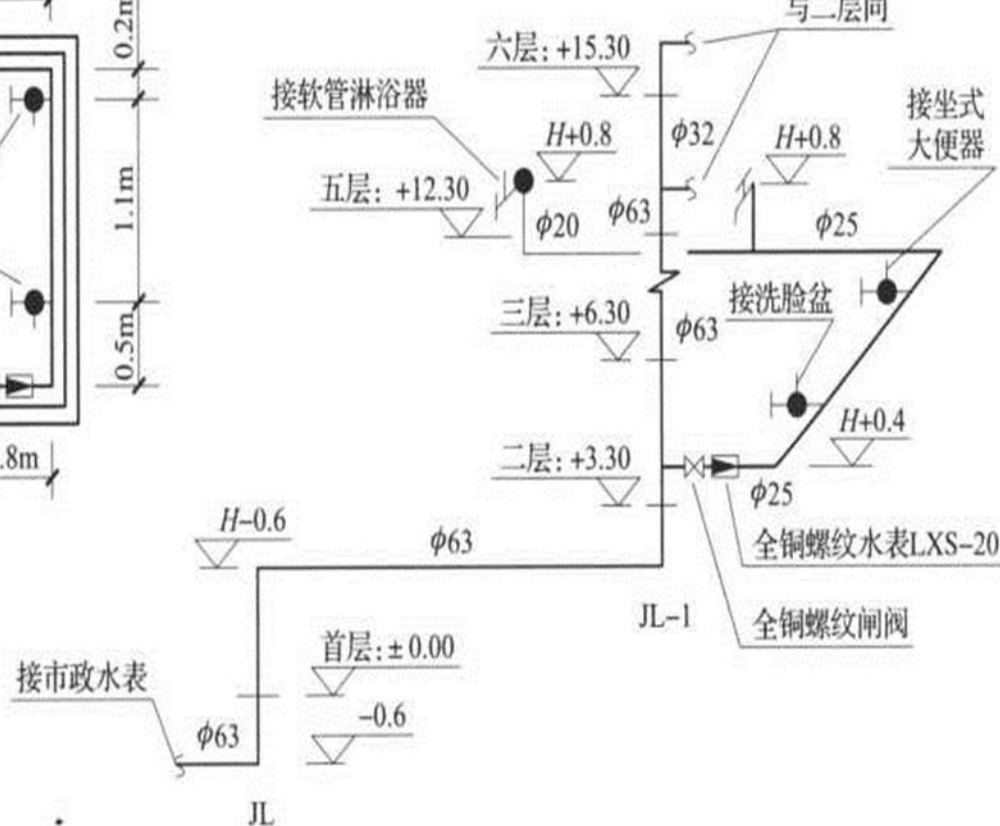 0.2m
1.1m
0.5m
.8m
与二层同
六层: +15.30
接软管淋浴器
H+0.8
五层: +12.30
ϕ20
ϕ32
ϕ63
H+0.8
接坐式
大便器
ϕ25
三层: +6.30
ϕ63
接洗脸盆
二层: +3.30
H+0.4
ϕ25
H−0.6
ϕ63
全铜螺纹水表LXS−20
JL−1
全铜螺纹闸阀
首层: ± 0.00
接市政水表
ϕ63
−0.6
JL